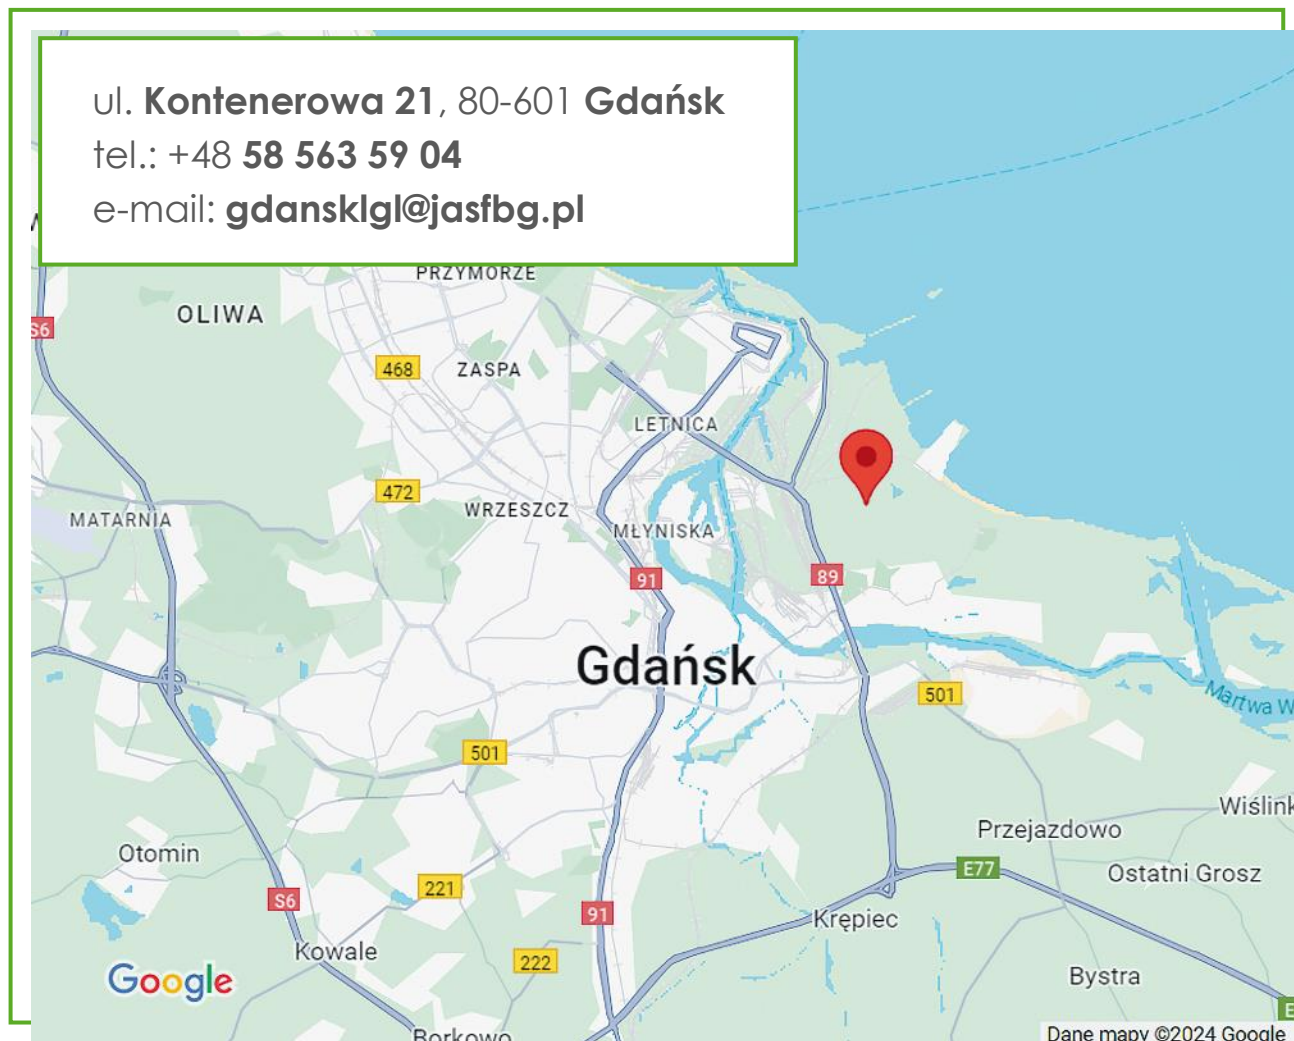 ul. Kontenerowa 21, 80-601 Gdańsk
tel.: +48 58 563 59 04
e-mail: gdansklgl@jasfbg.pl
PRZYMORZE
OLIWA
S6
468
ZASPA
LETNICA
472
WRZESZCZ
MATARNIA
MŁYNISKA
91
89
Gdańsk
501
Martwa W
501
Wiślink
Przejazdowo
Otomin
E77
Ostatni Grosz
221
S6
91
Krępiec
Kowale
222
Bystra
Google
Borkowo
Dane mapy ©2024 Google